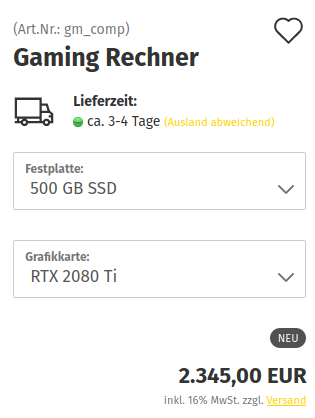 (Art.Nr.: gm_comp)
Gaming Rechner
Lieferzeit:
ca. 3-4 Tage (Ausland abweichend)
Festplatte:
500 GB SSD
Grafikkarte:
RTX 2080 Ti
NEU
2.345,00 EUR
inkl. 16% MwSt. zzgl. Versand